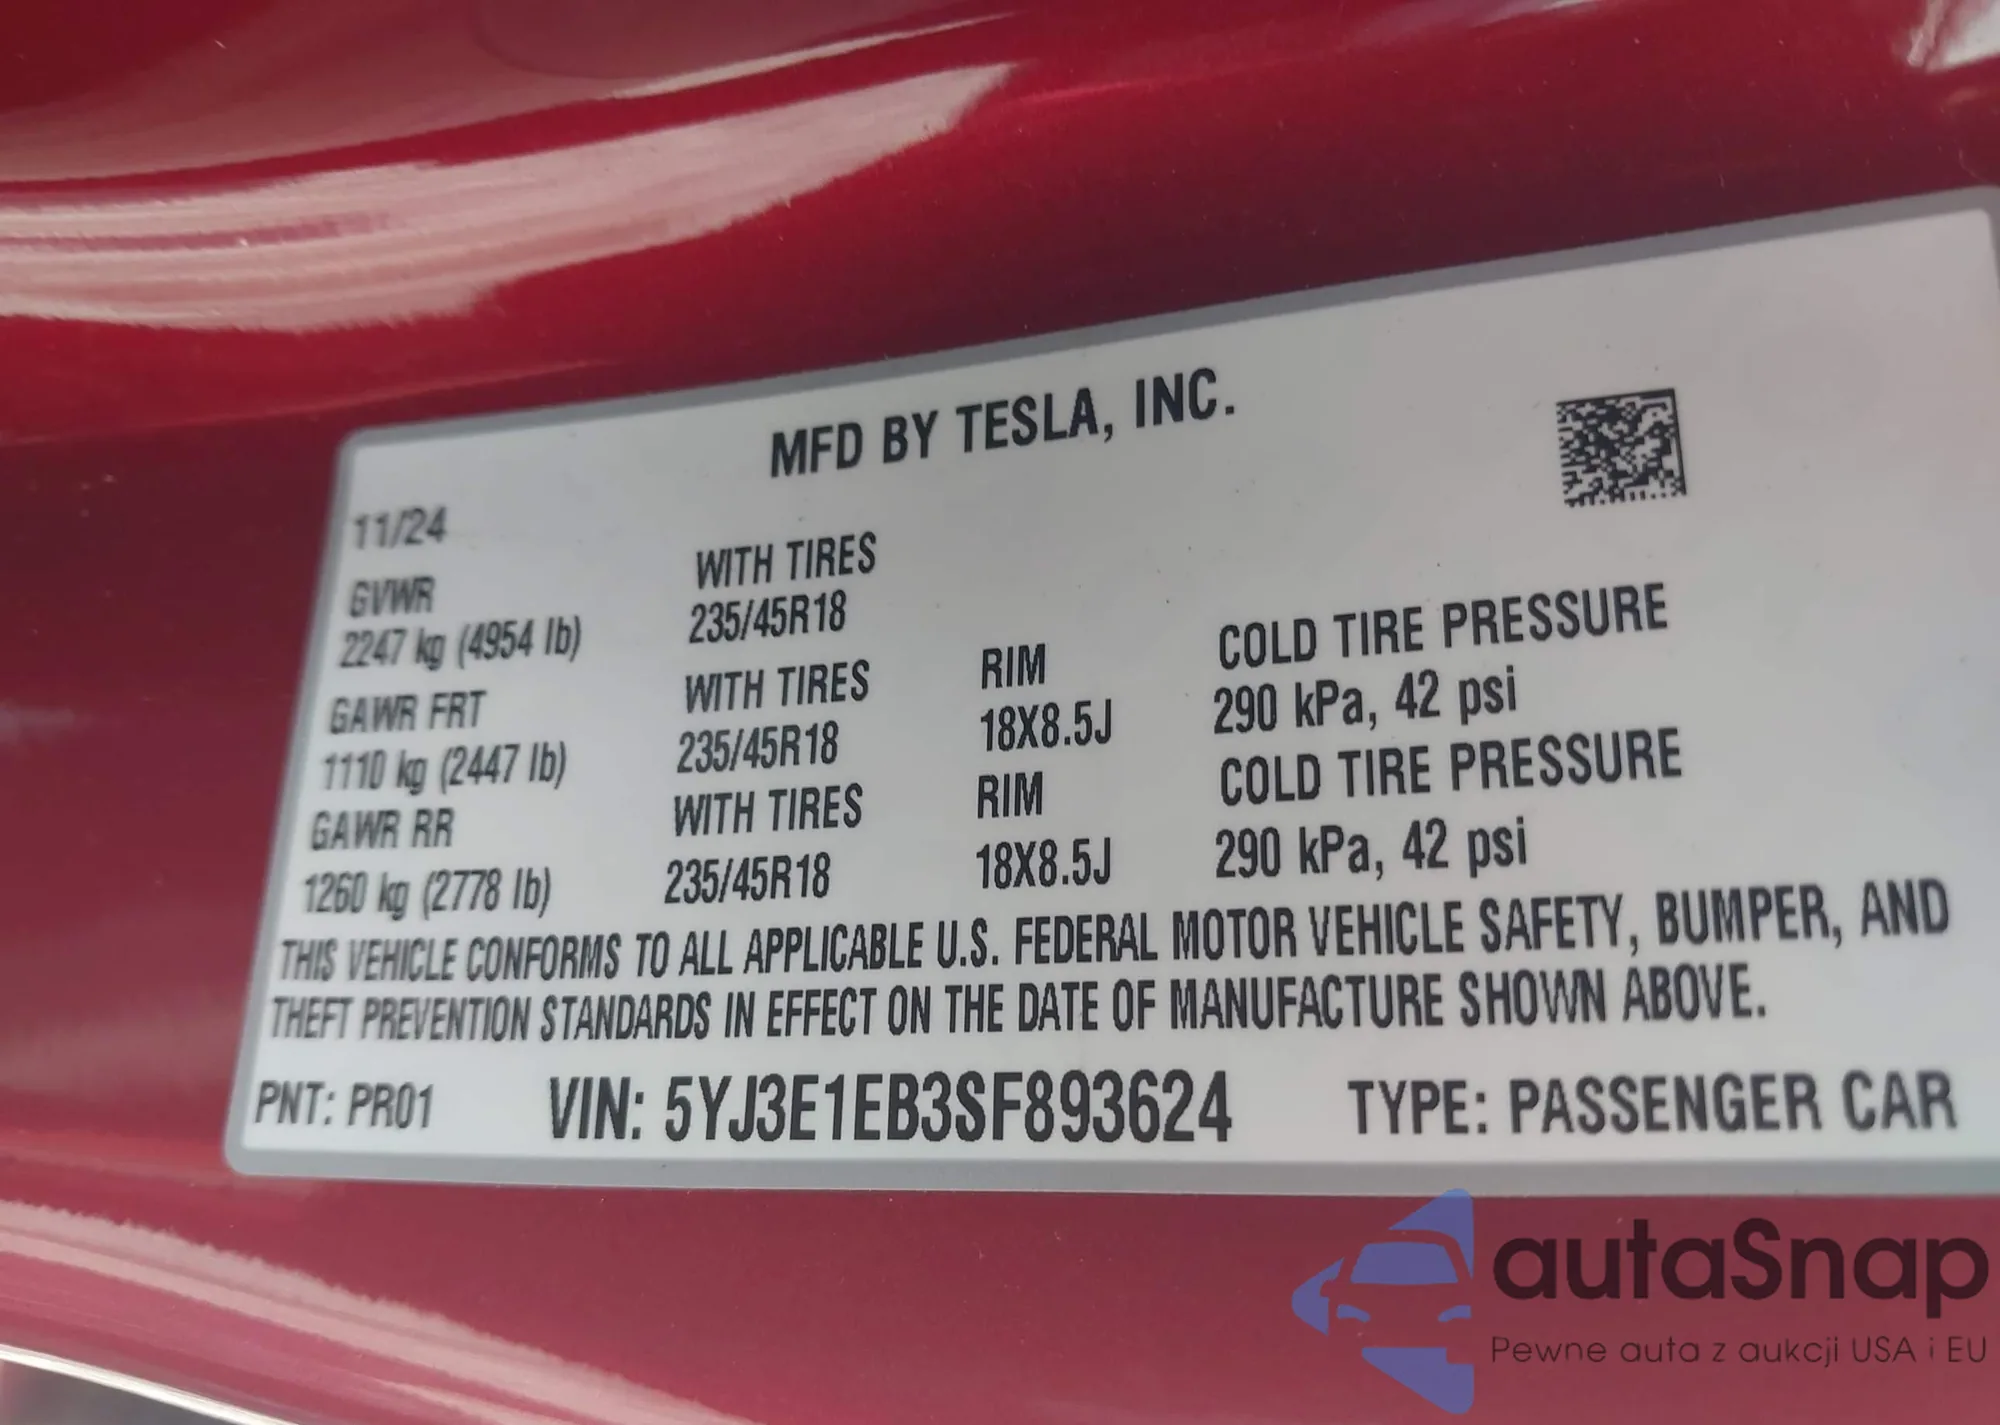 MFD BY TESLA, INC.
11/24
GVWR
2247 kg (4954 lb)
WITH TIRES
235/45R18
GAWR FRT
1110 kg (2447 lb)
WITH TIRES
235/45R18
RIM
18X8.5J
COLD TIRE PRESSURE
290 kPa, 42 psi
GAWR RR
1260 kg (2778 lb)
WITH TIRES
235/45R18
RIM
18X8.5J
COLD TIRE PRESSURE
290 kPa, 42 psi
THIS VEHICLE CONFORMS TO ALL APPLICABLE U.S. FEDERAL MOTOR VEHICLE SAFETY, BUMPER, AND
THEFT PREVENTION STANDARDS IN EFFECT ON THE DATE OF MANUFACTURE SHOWN ABOVE.
PNT: PR01 VIN: 5YJ3E1EB3SF893624 TYPE: PASSENGER CAR
autaSnap
Pewne auta z aukcji USA i EU